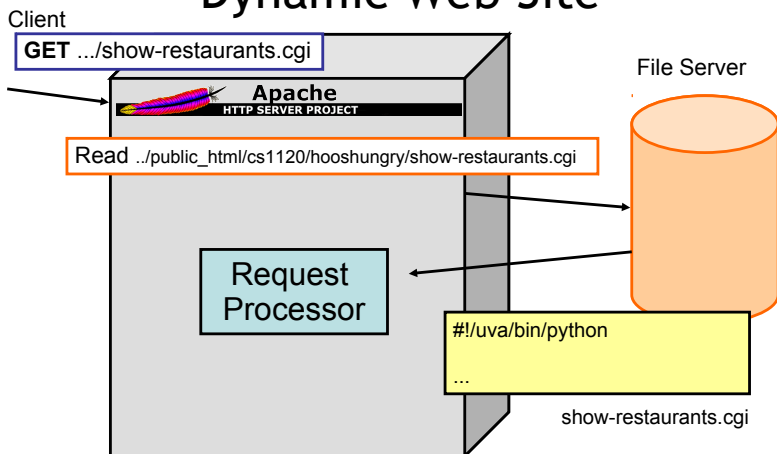 Dynamic Web Site
Client
GET .../show-restaurants.cgi
File Server
Apache
HTTP SERVER PROJECT
Read ../public_html/cs1120/hooshungry/show-restaurants.cgi
Request
Processor
#!/uva/bin/python
...
show-restaurants.cgi